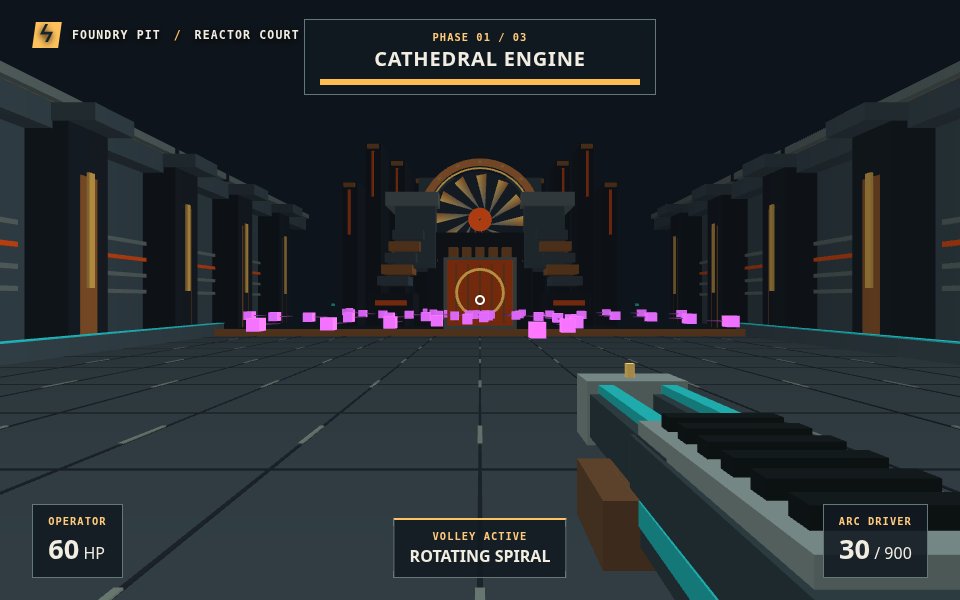 FOUNDRY PIT / REACTOR COURT
PHASE 01 / 03
CATHEDRAL ENGINE
OPERATOR
60 HP
VOLLEY ACTIVE
ROTATING SPIRAL
ARC DRIVER
30 / 900